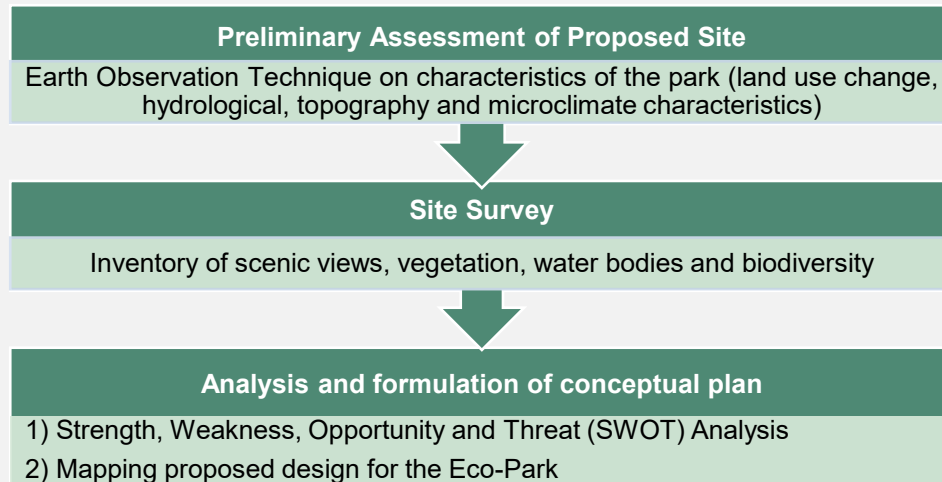 Preliminary Assessment of Proposed Site
Earth Observation Technique on characteristics of the park (land use change,
hydrological, topography and microclimate characteristics)
Site Survey
Inventory of scenic views, vegetation, water bodies and biodiversity
Analysis and formulation of conceptual plan
1) Strength, Weakness, Opportunity and Threat (SWOT) Analysis
2) Mapping proposed design for the Eco-Park